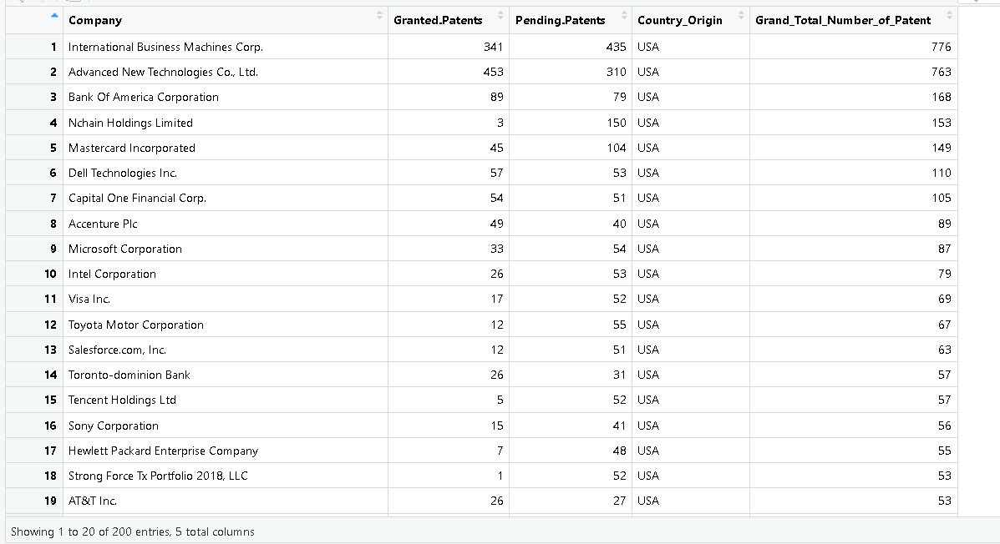 Company Granted.Patents Pending.Patents Country_Origin Grand_Total_Number_of_Patent
1 International Business Machines Corp. 341 435 USA 776
2 Advanced New Technologies Co., Ltd. 453 310 USA 763
3 Bank Of America Corporation 89 79 USA 168
4 Nchain Holdings Limited 3 150 USA 153
5 Mastercard Incorporated 45 104 USA 149
6 Dell Technologies Inc. 57 53 USA 110
7 Capital One Financial Corp. 54 51 USA 105
8 Accenture Plc 49 40 USA 89
9 Microsoft Corporation 33 54 USA 87
10 Intel Corporation 26 53 USA 79
11 Visa Inc. 17 52 USA 69
12 Toyota Motor Corporation 12 55 USA 67
13 Salesforce.com, Inc. 12 51 USA 63
14 Toronto-dominion Bank 26 31 USA 57
15 Tencent Holdings Ltd 5 52 USA 57
16 Sony Corporation 15 41 USA 56
17 Hewlett Packard Enterprise Company 7 48 USA 55
18 Strong Force Tx Portfolio 2018, LLC 1 52 USA 53
19 AT&T Inc. 26 27 USA 53
Showing 1 to 20 of 200 entries, 5 total columns